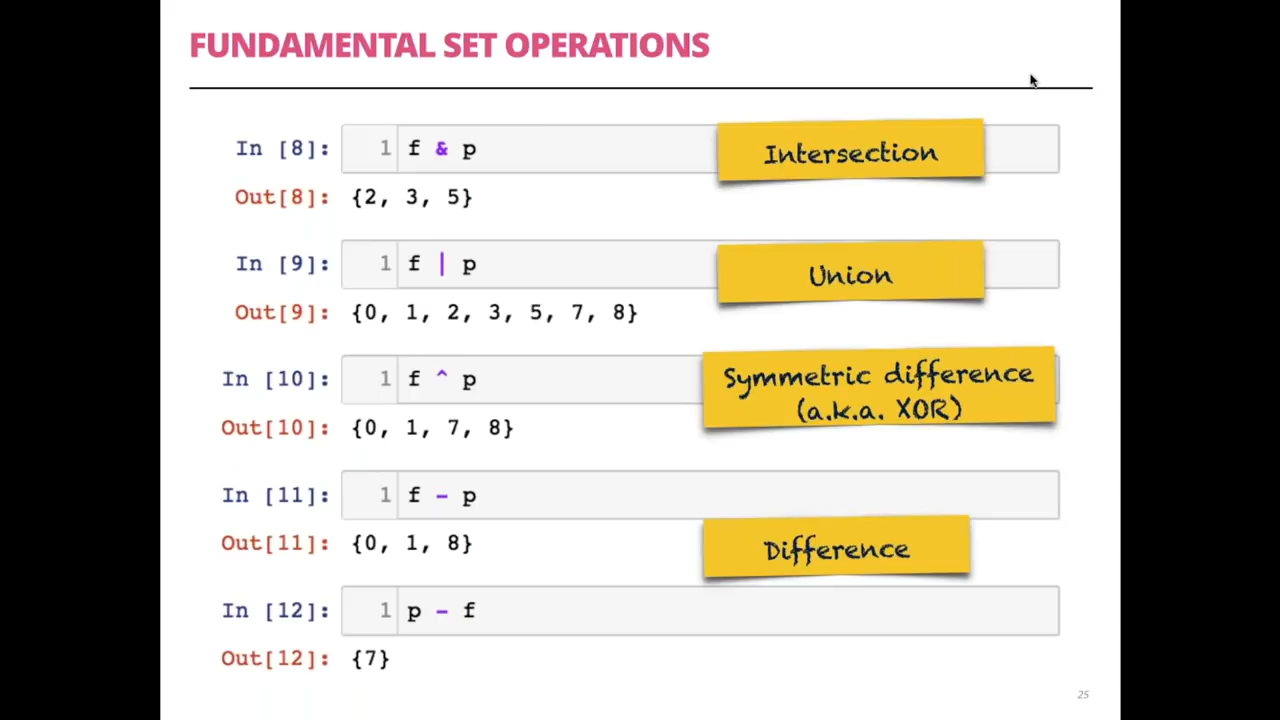 FUNDAMENTAL SET OPERATIONS
In [8]: 1 f & p
Intersection
Out[8]: {2, 3, 5}
In [9]: 1 f | p
Union
Out[9]: {0, 1, 2, 3, 5, 7, 8}
In [10]: 1 f ^ p
Symmetric difference
(a.k.a. XOR)
Out[10]: {0, 1, 7, 8}
In [11]: 1 f - p
Out[11]: {0, 1, 8}
Difference
In [12]: 1 p - f
Out[12]: {7}
25